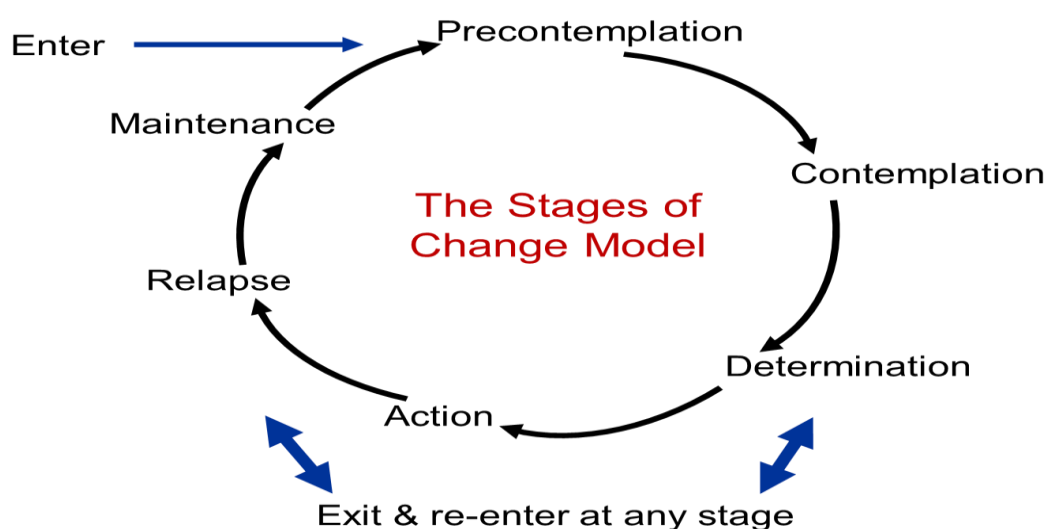 Enter
Precontemplation
Maintenance
Contemplation
The Stages of
Change Model
Relapse
Determination
Action
Exit & re-enter at any stage